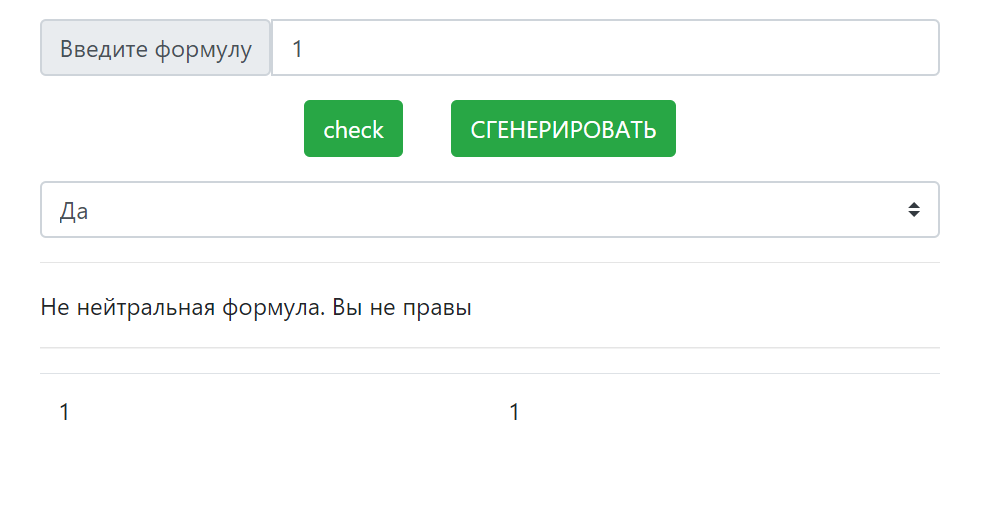 Введите формулу 1
check СГЕНЕРИРОВАТЬ
Да
Не нейтральная формула. Вы не правы
1 1